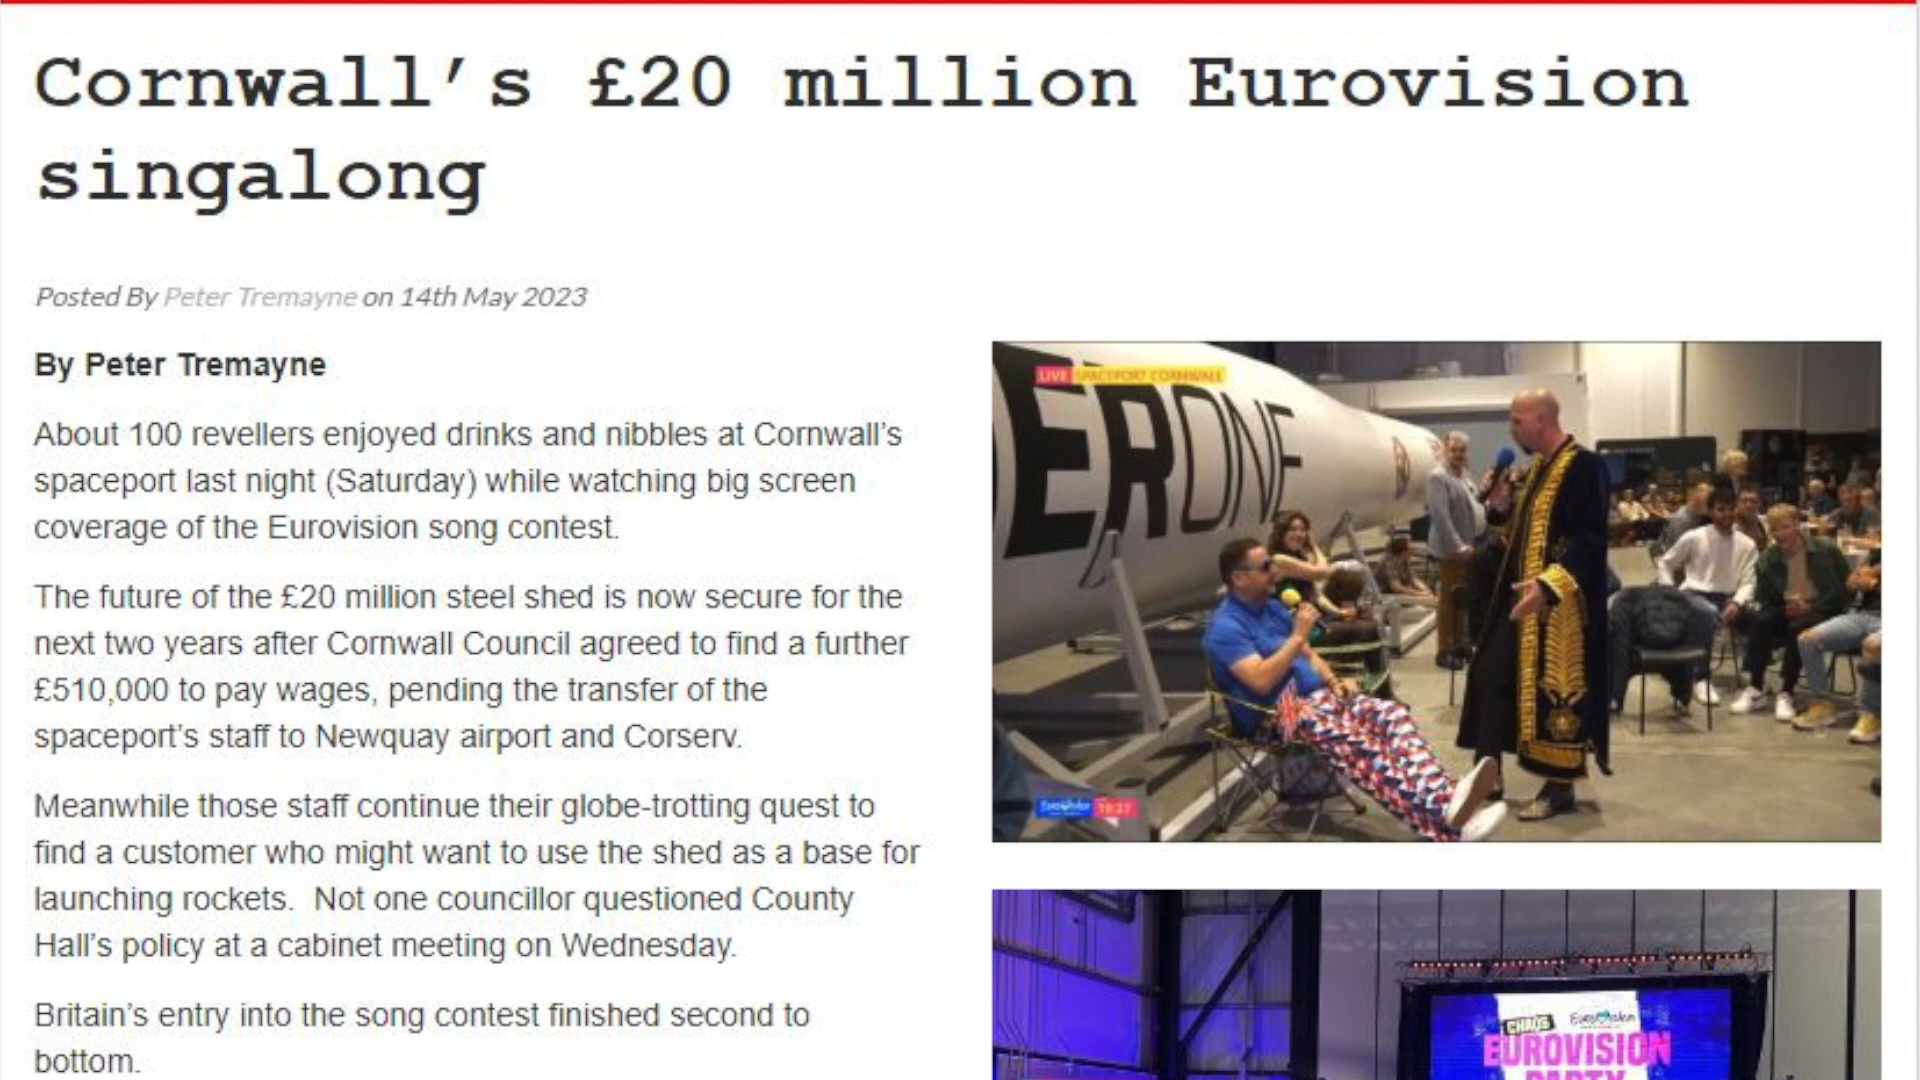 Cornwall’s £20 million Eurovision
singalong
Posted By Peter Tremayne on 14th May 2023
By Peter Tremayne
About 100 revellers enjoyed drinks and nibbles at Cornwall’s
spaceport last night (Saturday) while watching big screen
coverage of the Eurovision song contest.
The future of the £20 million steel shed is now secure for the
next two years after Cornwall Council agreed to find a further
£510,000 to pay wages, pending the transfer of the
spaceport’s staff to Newquay airport and Corserv.
Meanwhile those staff continue their globe-trotting quest to
find a customer who might want to use the shed as a base for
launching rockets.  Not one councillor questioned County
Hall’s policy at a cabinet meeting on Wednesday.
Britain’s entry into the song contest finished second to
bottom.
LIVE SPACEPORT CORNWALL
ERONE
Eurovision 19:27
CHAOS Eurovision
EUROVISION
PARTY